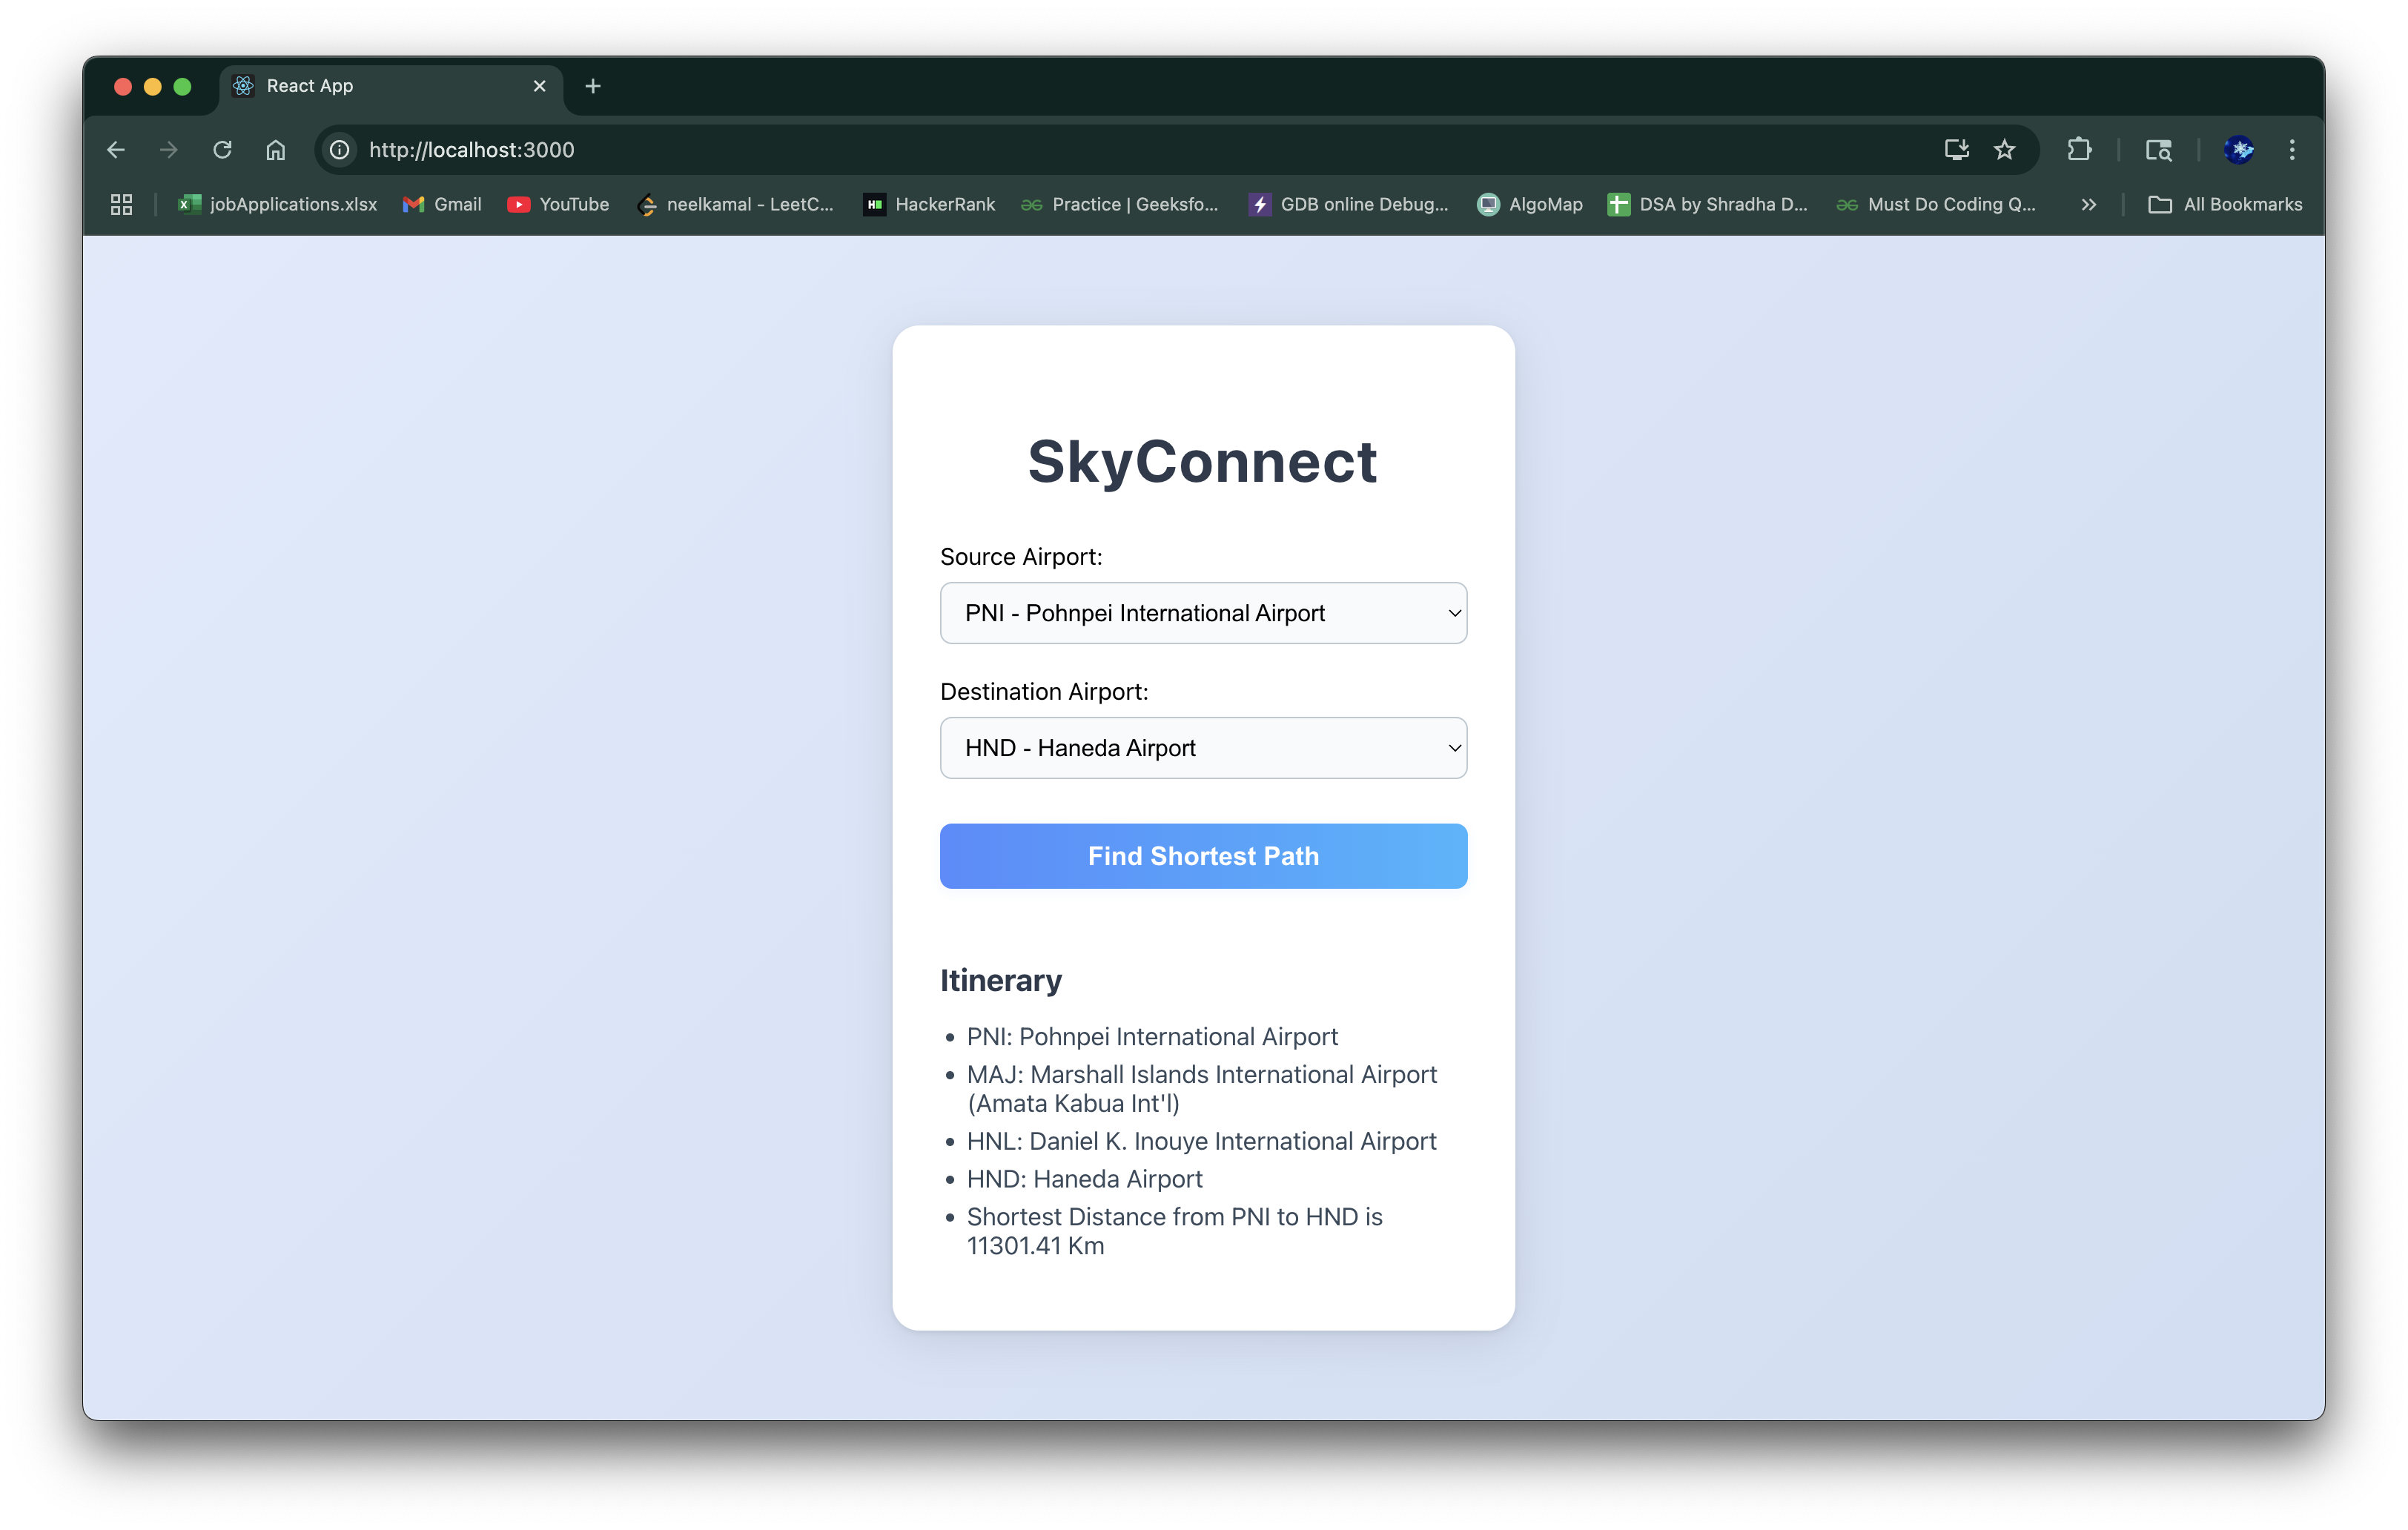 React App
http://localhost:3000
jobApplications.xlsx
Gmail
YouTube
neelkamal - LeetC...
HackerRank
Practice | Geeksfo...
GDB online Debug...
AlgoMap
DSA by Shradha D...
Must Do Coding Q...
All Bookmarks
SkyConnect
Source Airport:
PNI - Pohnpei International Airport
Destination Airport:
HND - Haneda Airport
Find Shortest Path
Itinerary
PNI: Pohnpei International Airport
MAJ: Marshall Islands International Airport
(Amata Kabua Int'l)
HNL: Daniel K. Inouye International Airport
HND: Haneda Airport
Shortest Distance from PNI to HND is
11301.41 Km